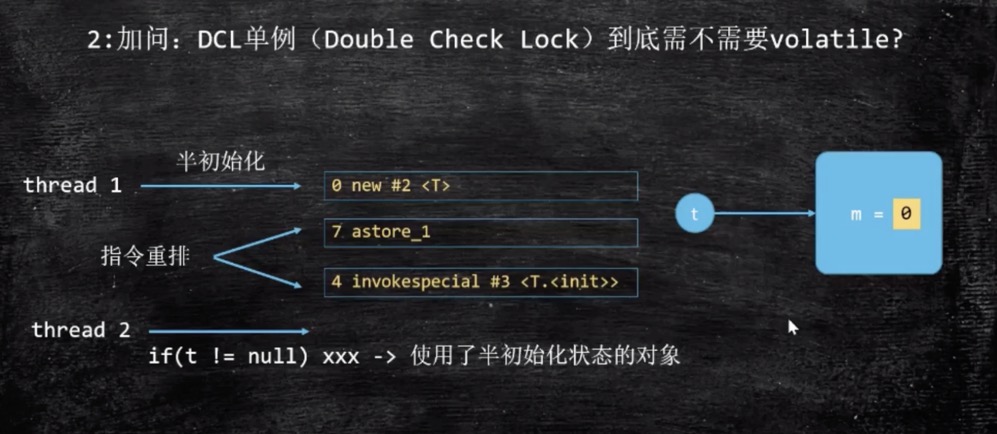 2:加问：DCL单例（Double Check Lock）到底需不需要volatile?
半初始化
thread 1
0 new #2 <T>
t
m = 0
7 astore_1
指令重排
4 invokespecial #3 <T.<init>>
thread 2
if(t != null) xxx -> 使用了半初始化状态的对象